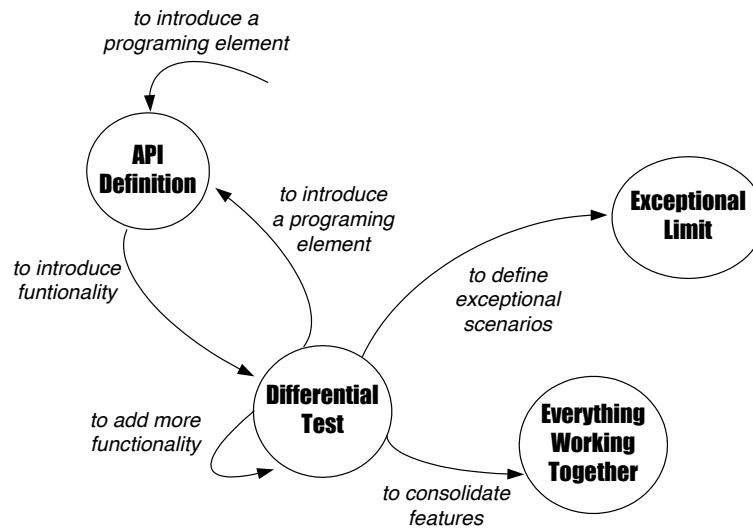 to introduce a
programing element
API
Definition
to introduce
a programing
element
Exceptional
Limit
to introduce
funtionality
to define
exceptional
scenarios
Differential
Test
to add more
functionality
Everything
Working
Together
to consolidate
features